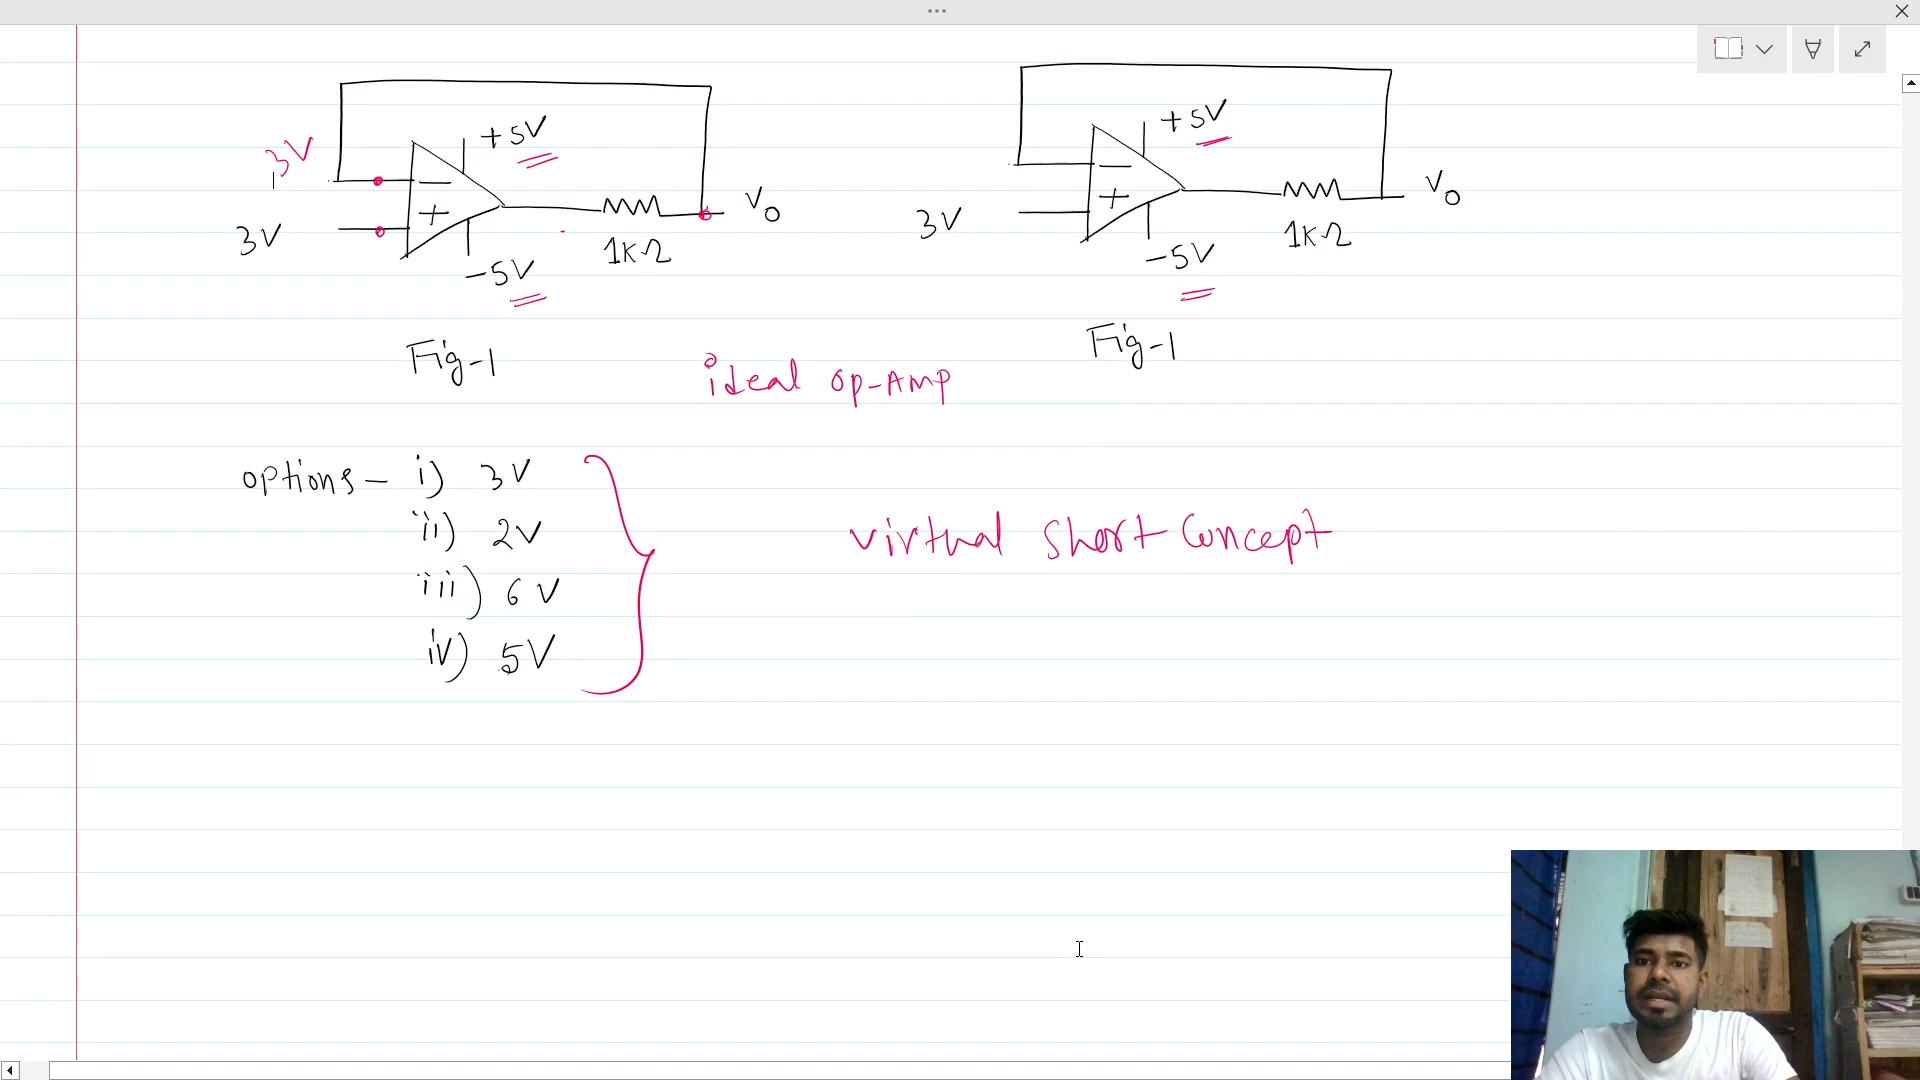 +5V
3V
3V
-5V
1KΩ
V0
Fig-1
+5V
3V
-5V
1KΩ
V0
Fig-1
ideal op-Amp
options- i) 3V
ii) 2V
iii) 6V
iv) 5V
virtual short Concept